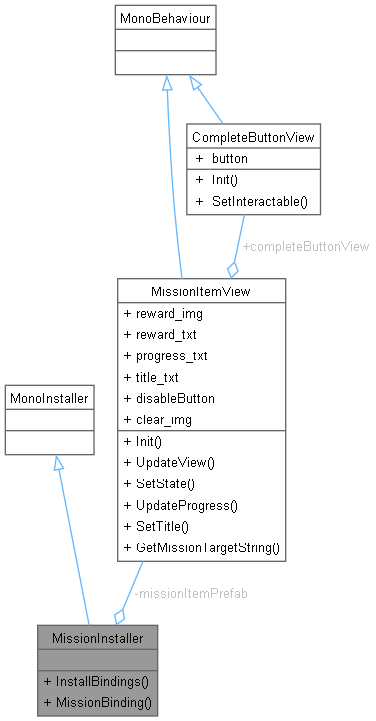 MonoBehaviour
CompleteButtonView
+ button
+ Init()
+ SetInteractable()
+completeButtonView
MissionItemView
+ reward_img
+ reward_txt
+ progress_txt
+ title_txt
+ disableButton
+ clear_img
+ Init()
+ UpdateView()
+ SetState()
+ UpdateProgress()
+ SetTitle()
+ GetMissionTargetString()
MonoInstaller
-missionItemPrefab
MissionInstaller
+ InstallBindings()
+ MissionBinding()